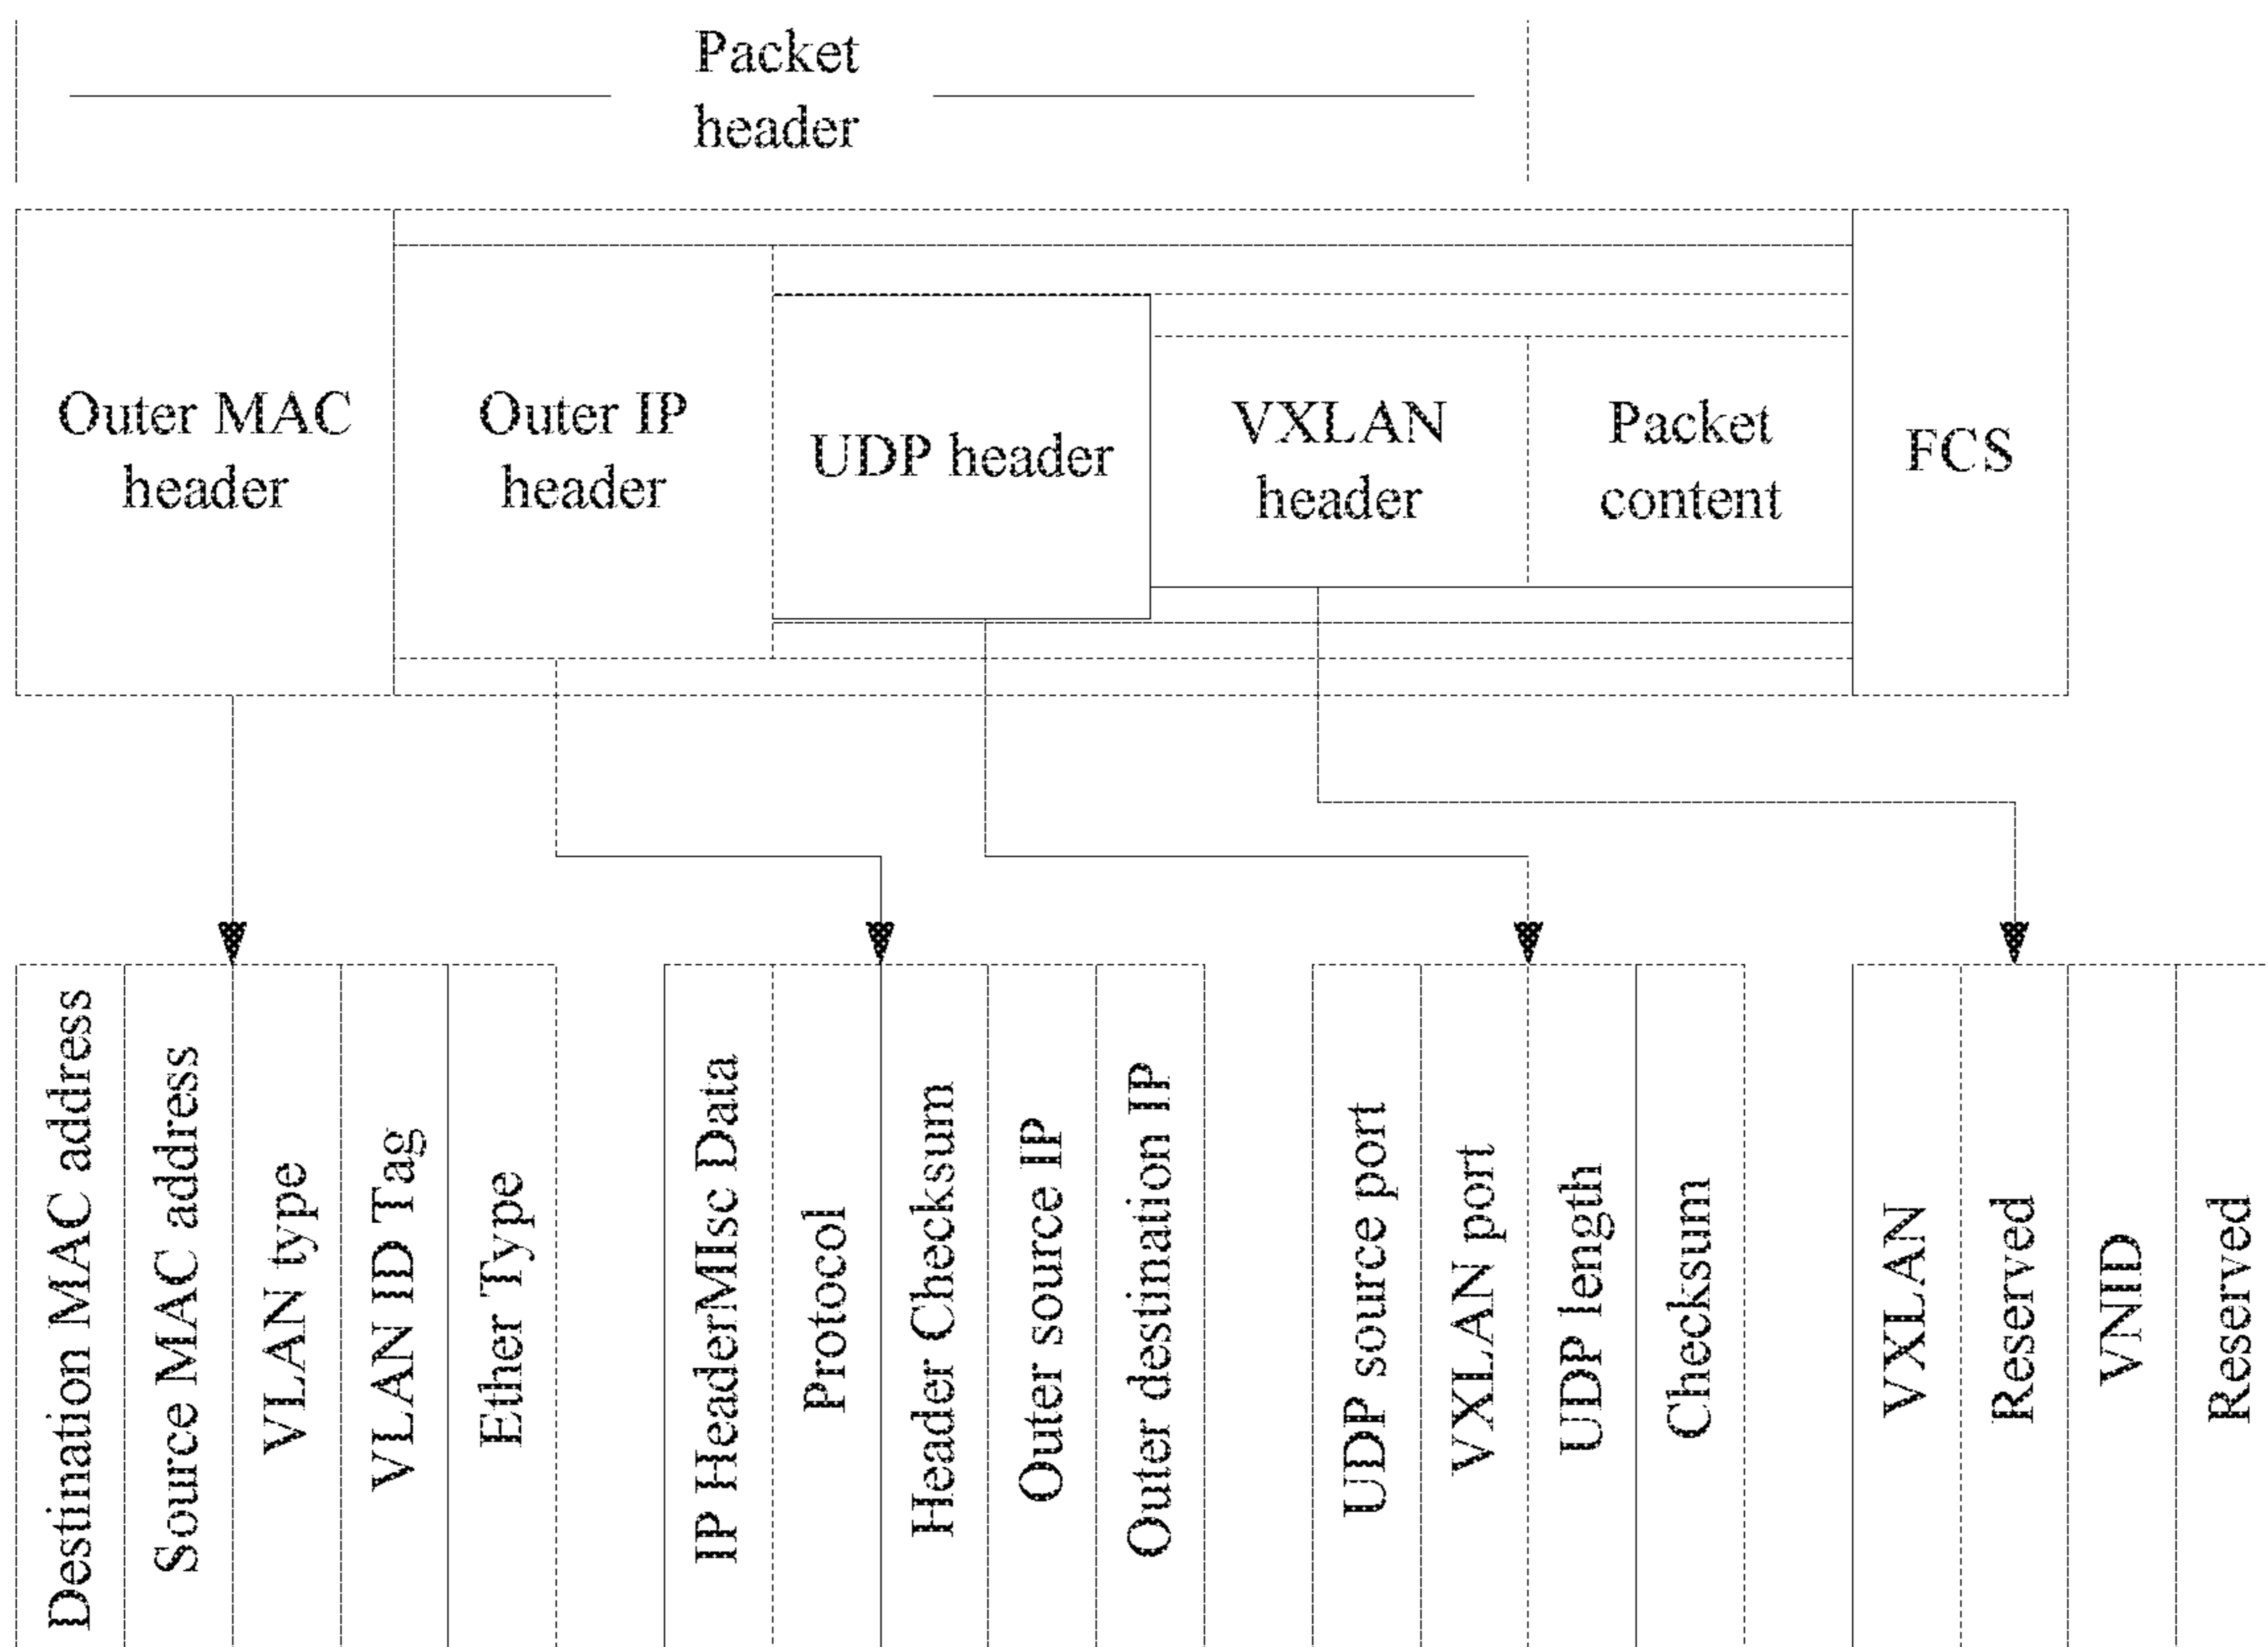 Packet
header
Outer MAC
header
Outer IP
header
UDP header
VXLAN
header
Packet
content
FCS
Destination MAC address
Source MAC address
VLAN type
VLAN ID Tag
Ether Type
IP HeaderMIsc Data
Protocol
Header Checksum
Outer source IP
Outer destination IP
UDP source port
VXLAN port
UDP length
Checksum
VXLAN
Reserved
VNID
Reserved